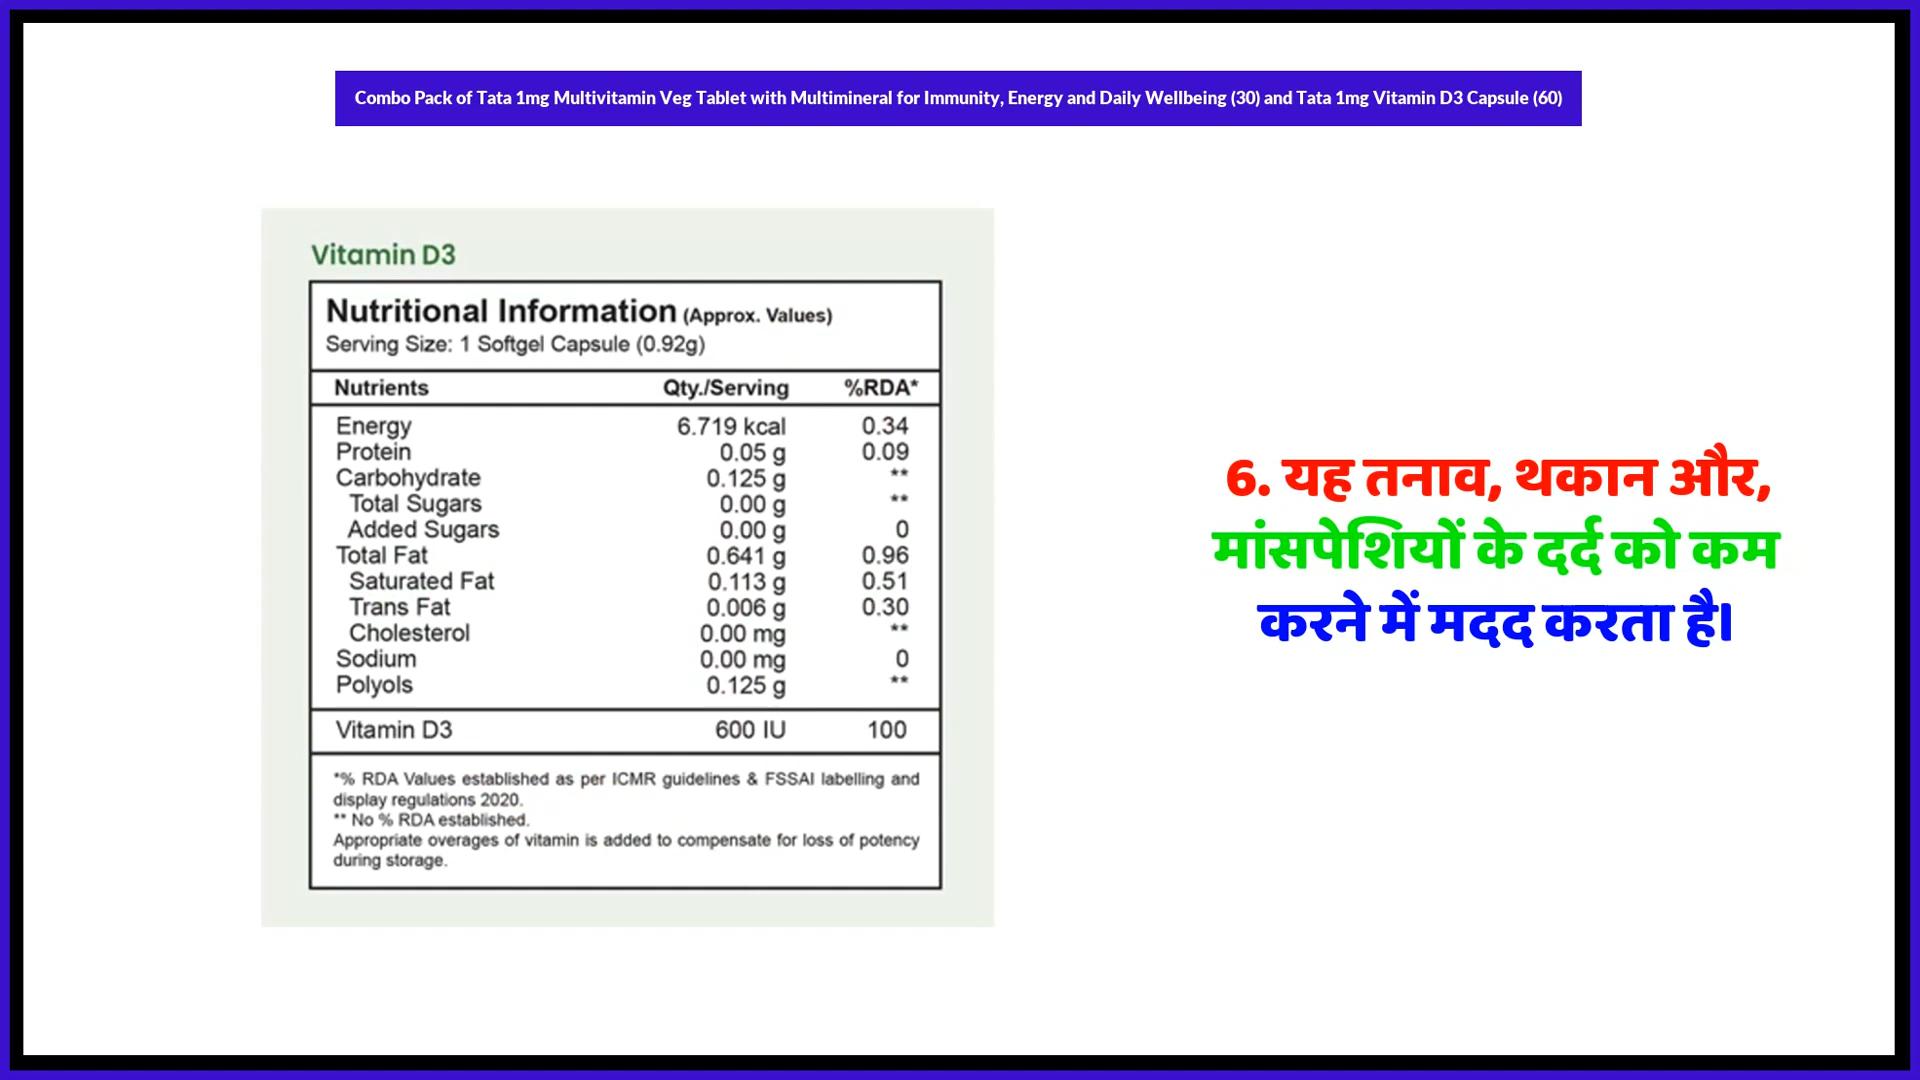 Combo Pack of Tata 1mg Multivitamin Veg Tablet with Multimineral for Immunity, Energy and Daily Wellbeing (30) and Tata 1mg Vitamin D3 Capsule (60)
Vitamin D3
Nutritional Information (Approx. Values)
Serving Size: 1 Softgel Capsule (0.92g)
Nutrients Qty./Serving %RDA*
Energy 6.719 kcal 0.34
Protein 0.05 g 0.09
Carbohydrate 0.125 g **
Total Sugars 0.00 g **
Added Sugars 0.00 g 0
Total Fat 0.641 g 0.96
Saturated Fat 0.113 g 0.51
Trans Fat 0.006 g 0.30
Cholesterol 0.00 mg **
Sodium 0.00 mg 0
Polyols 0.125 g **
Vitamin D3 600 IU 100
*% RDA Values established as per ICMR guidelines & FSSAI labelling and
display regulations 2020.
** No % RDA established.
Appropriate overages of vitamin is added to compensate for loss of potency
during storage.
6. यह तनाव, थकान और,
मांसपेशियों के दर्द को कम
करने में मदद करता है।